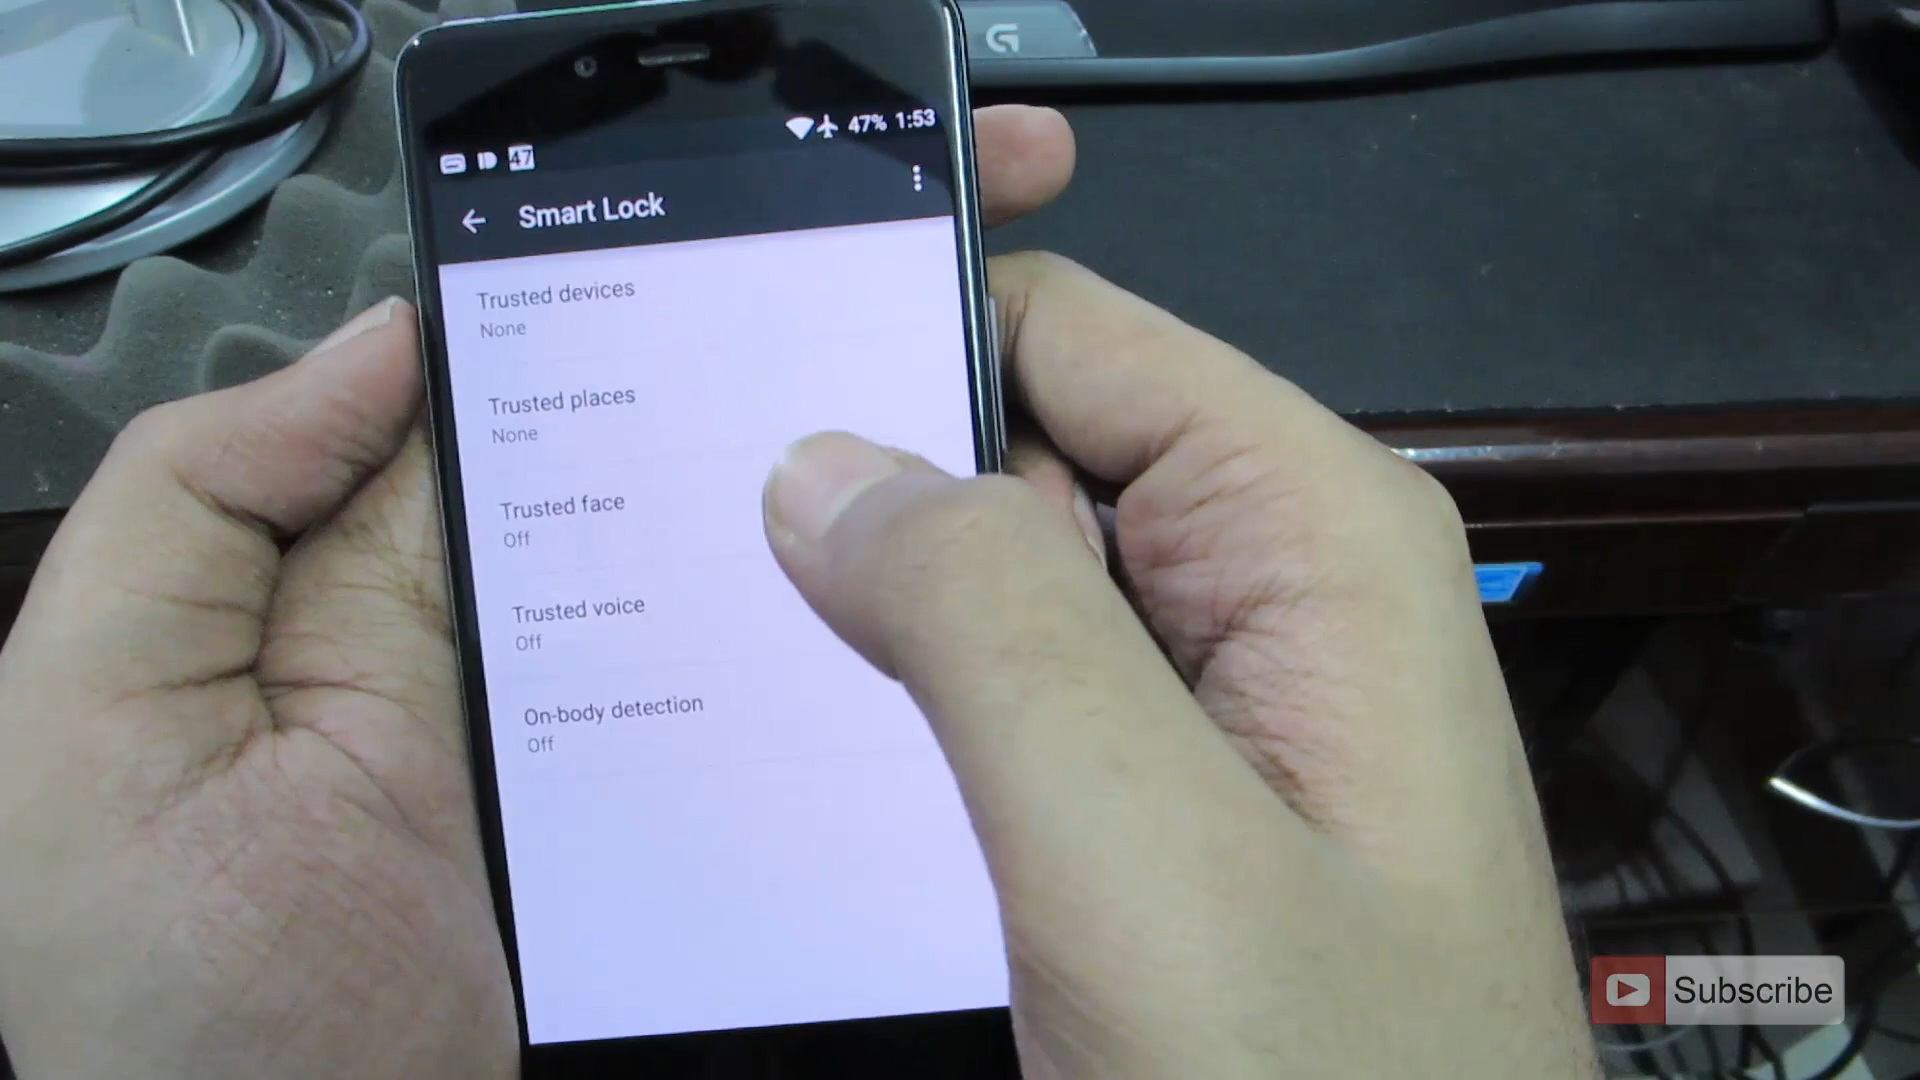 47% 1:53
47
Smart Lock
Trusted devices
None
Trusted places
None
Trusted face
Off
Trusted voice
Off
On-body detection
Off
Subscribe